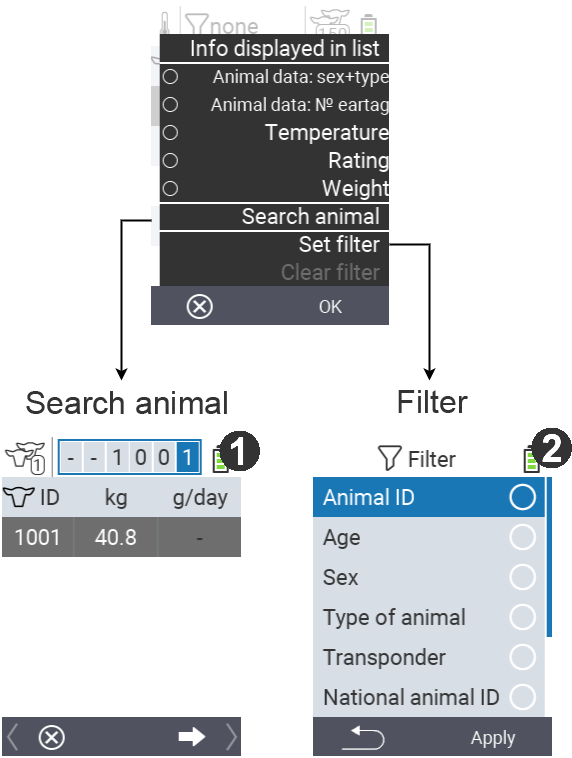 none
150
Info displayed in list
Animal data: sex+type
Animal data: № eartag
Temperature
Rating
Weight
Search animal
Set filter
Clear filter
OK
Search animal
1
- - 1 0 0 1
1
ID kg g/day
1001 40.8 -
Filter
2
Filter
Animal ID
Age
Sex
Type of animal
Transponder
National animal ID
Apply